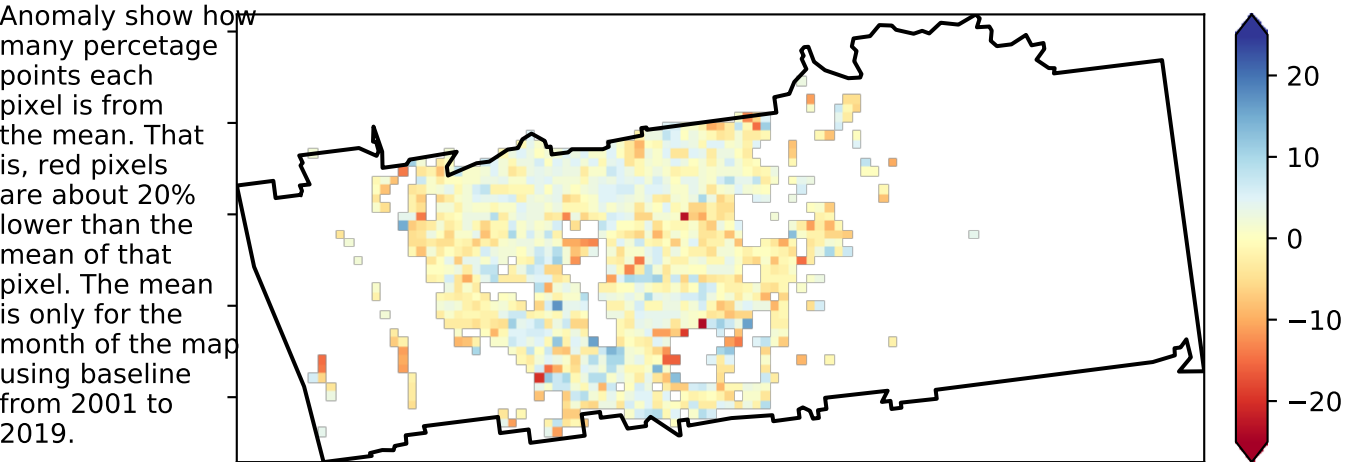 Anomaly show how
many percetage
points each
pixel is from
the mean. That
is, red pixels
are about 20%
lower than the
mean of that
pixel. The mean
is only for the
month of the map
using baseline
from 2001 to
2019.
20
10
0
−10
−20